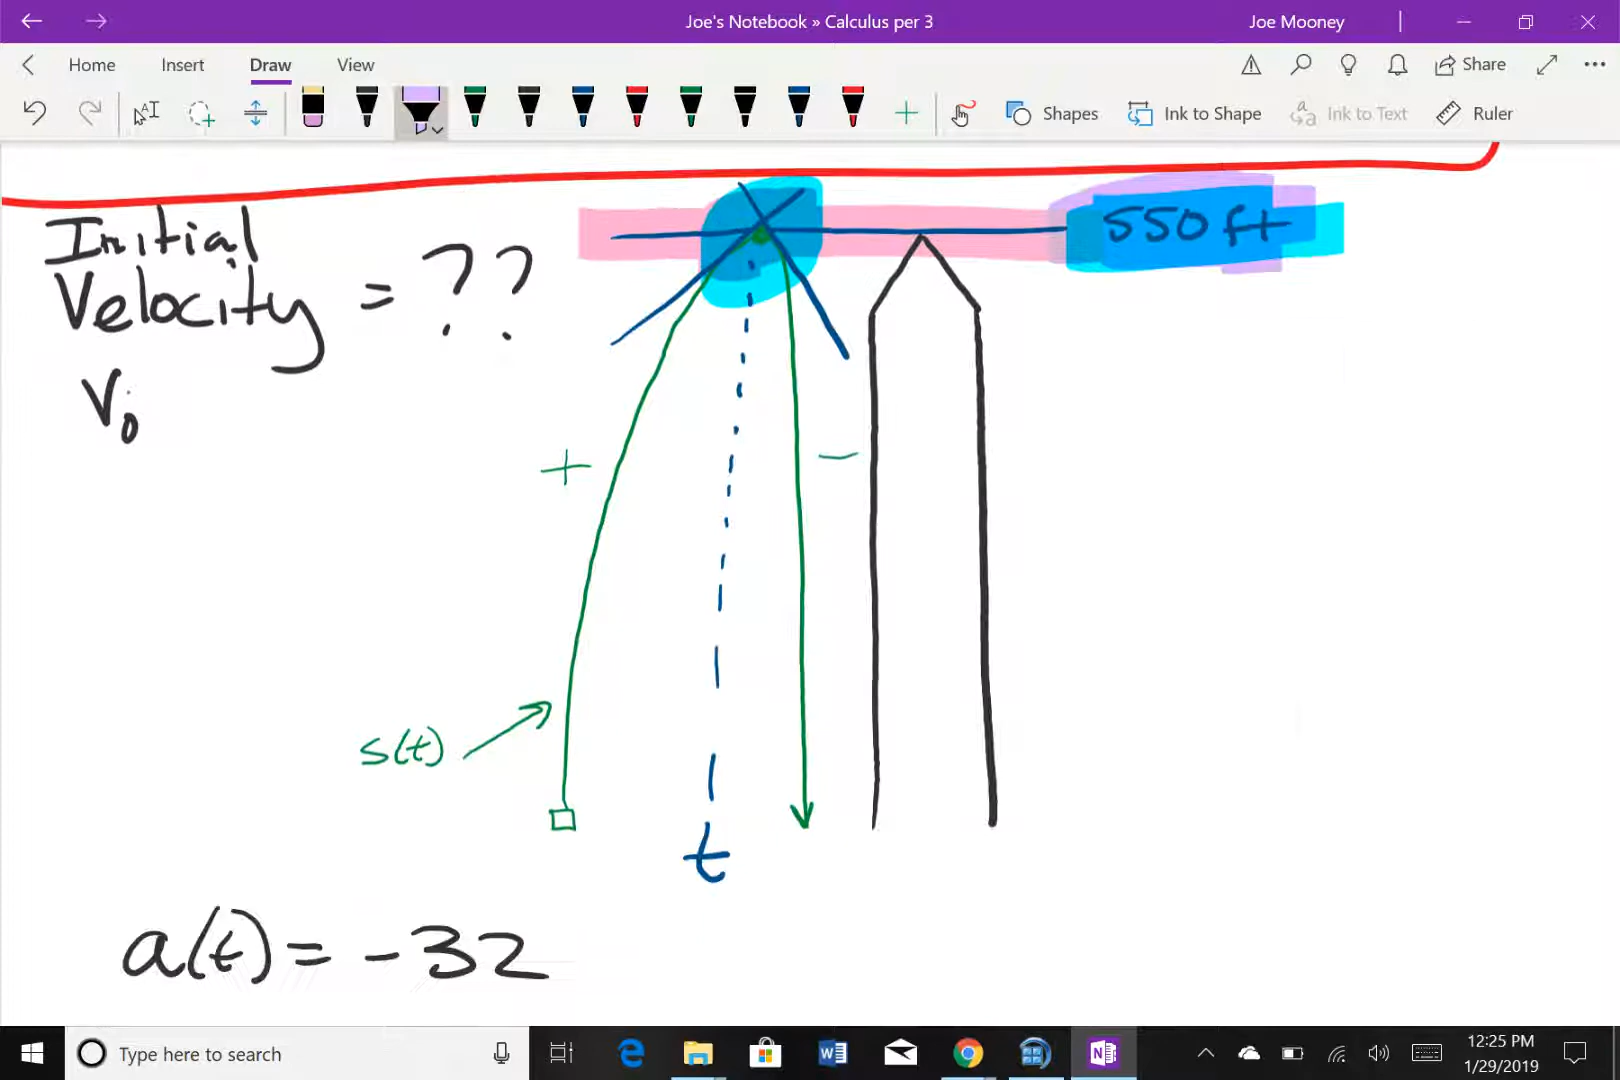 Joe's Notebook » Calculus per 3
Joe Mooney
Home Insert Draw View
Share
Shapes
Ink to Shape
Ink to Text
Ruler
Initial
Velocity = ??
v₀
550 ft
+
−
s(t)
t
a(t) = -32
Type here to search
12:25 PM
1/29/2019